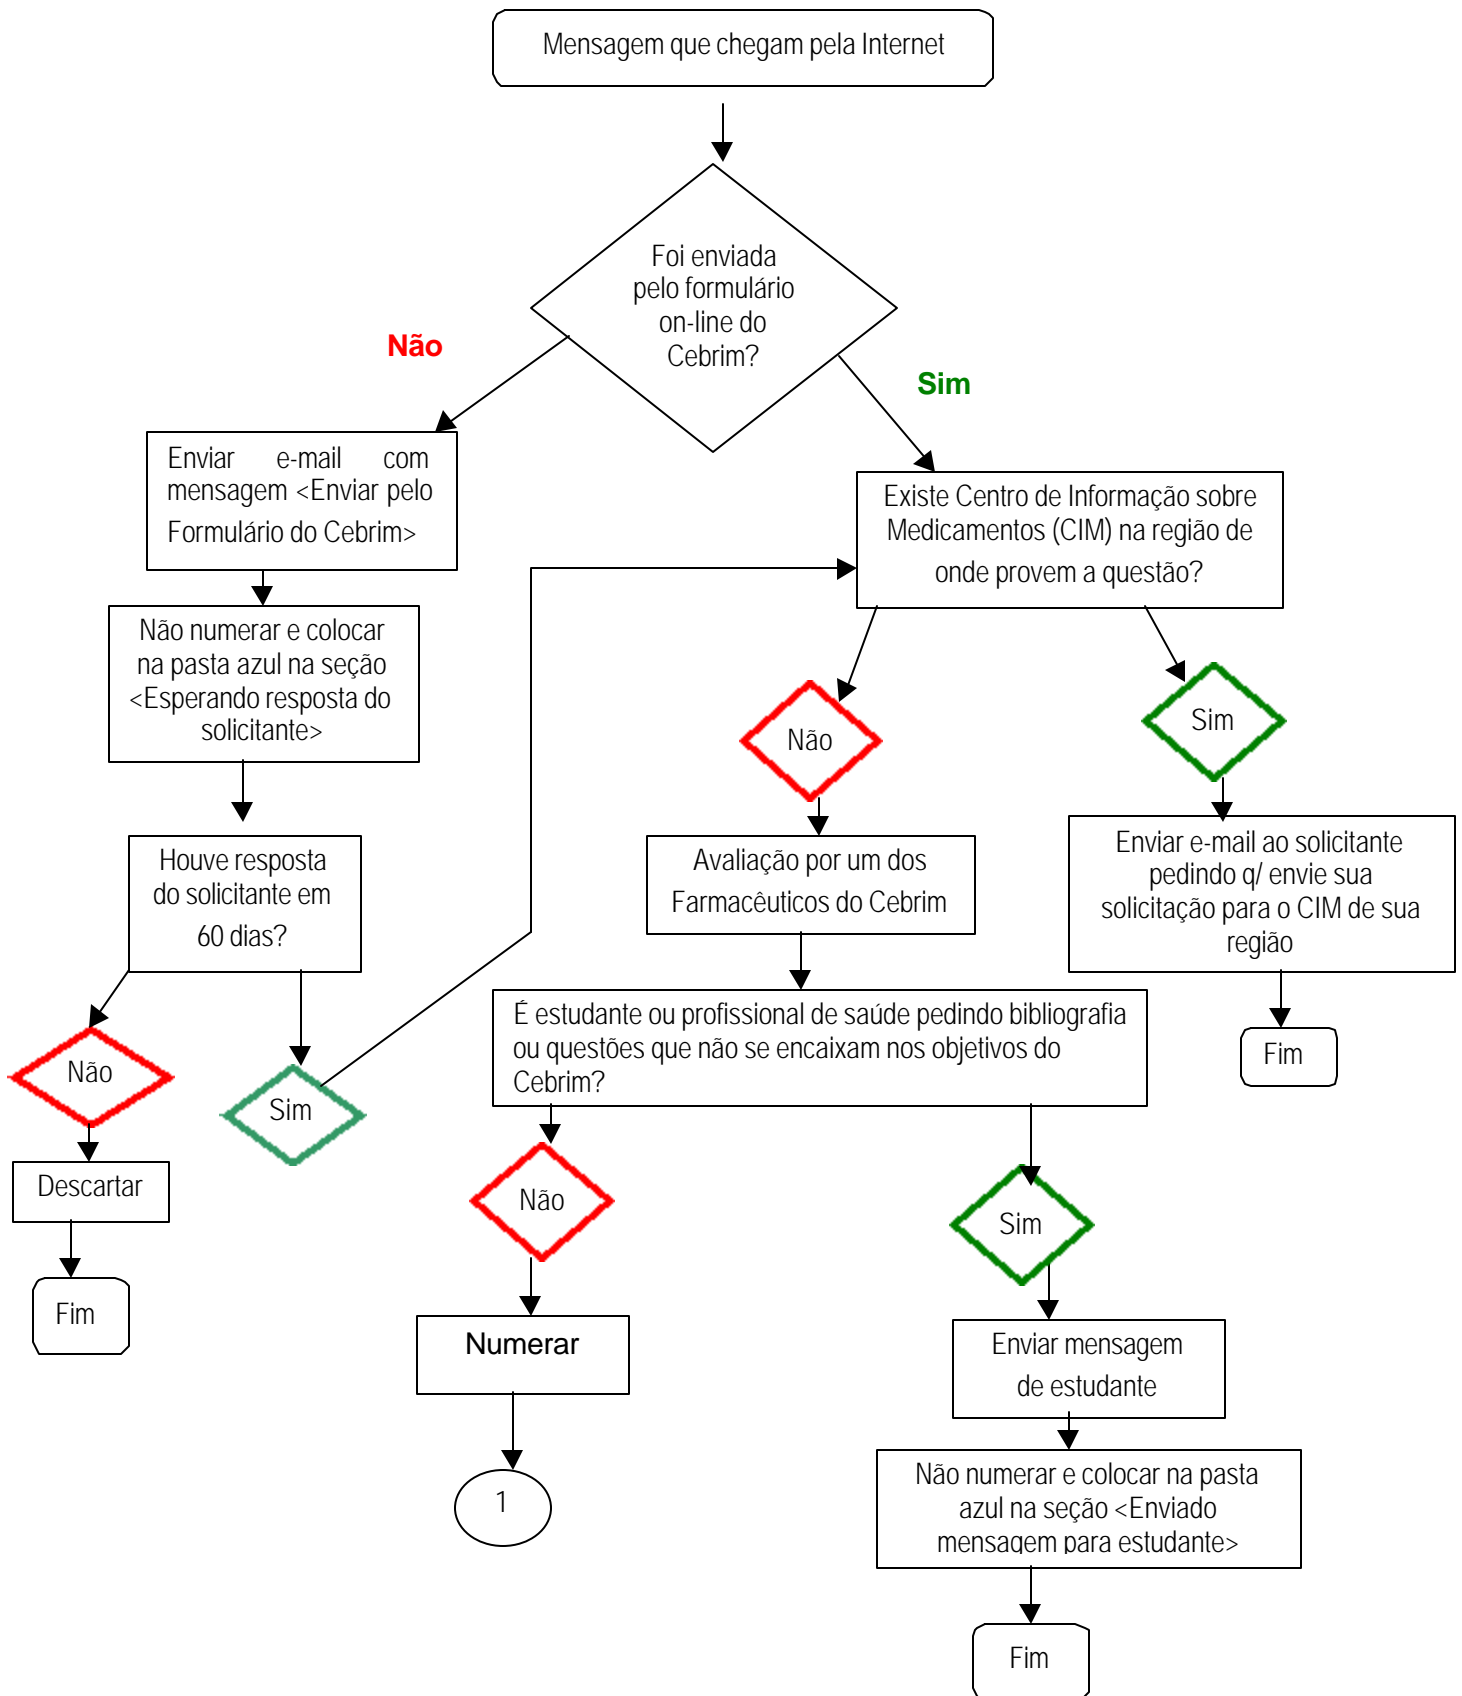 Mensagem que chegam pela Internet
Foi enviada
pelo formulário
on-line do
Cebrim?
Não
Sim
Enviar e-mail com
mensagem <Enviar pelo
Formulário do Cebrim>
Existe Centro de Informação sobre
Medicamentos (CIM) na região de
onde provem a questão?
Não numerar e colocar
na pasta azul na seção
<Esperando resposta do
solicitante>
Não
Sim
Houve resposta
do solicitante em
60 dias?
Avaliação por um dos
Farmacêuticos do Cebrim
Enviar e-mail ao solicitante
pedindo q/ envie sua
solicitação para o CIM de sua
região
É estudante ou profissional de saúde pedindo bibliografia
ou questões que não se encaixam nos objetivos do
Cebrim?
Fim
Não
Sim
Descartar
Fim
Não
Sim
Numerar
1
Enviar mensagem
de estudante
Não numerar e colocar na pasta
azul na seção <Enviado
mensagem para estudante>
Fim